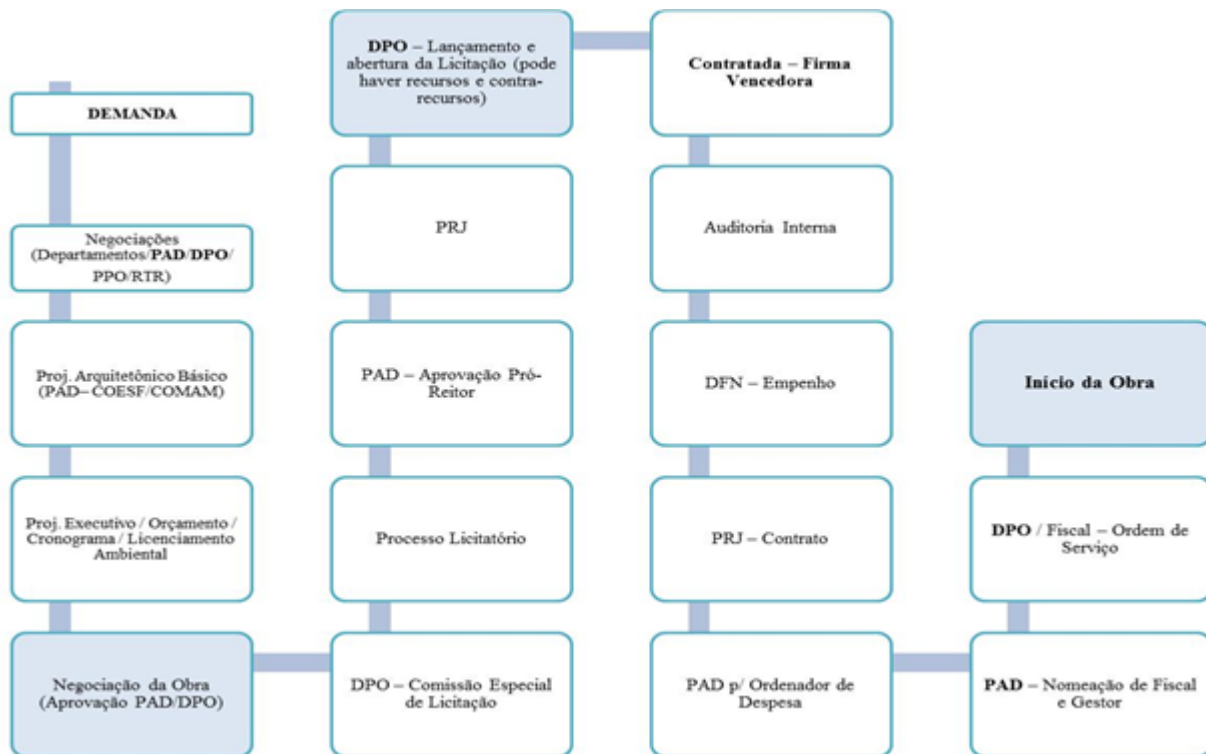 DEMANDA
Negociações
(Departamentos/PAD/DPO/
PPO/RTR)
Proj. Arquitetônico Básico
(PAD– COESF/COMAM)
Proj. Executivo / Orçamento /
Cronograma / Licenciamento
Ambiental
Negociação da Obra
(Aprovação PAD/DPO)
DPO – Comissão Especial
de Licitação
Processo Licitatório
PAD – Aprovação Pró-
Reitor
PRJ
DPO – Lançamento e
abertura da Licitação (pode
haver recursos e contra-
recursos)
Contratada – Firma
Vencedora
Auditoria Interna
DFN – Empenho
PRJ – Contrato
PAD p/ Ordenador de
Despesa
PAD – Nomeação de Fiscal
e Gestor
DPO / Fiscal – Ordem de
Serviço
Início da Obra